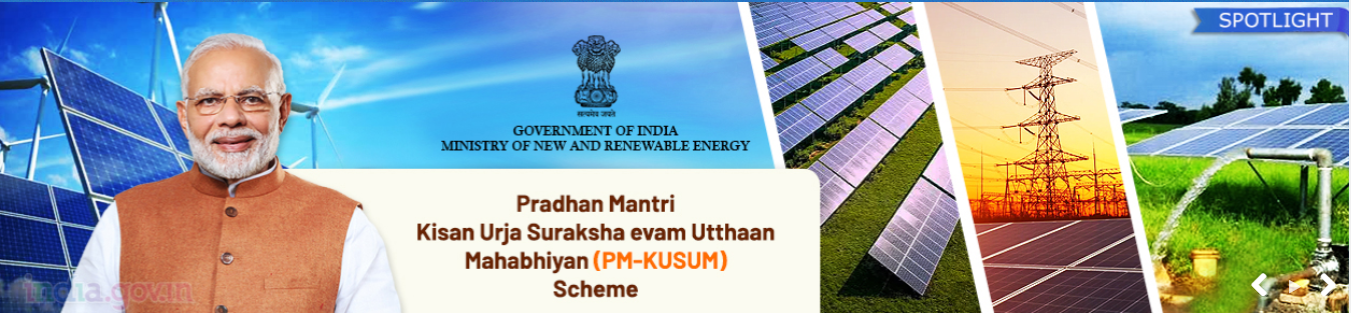 SPOTLIGHT
सत्यमेव जयते
GOVERNMENT OF INDIA
MINISTRY OF NEW AND RENEWABLE ENERGY
Pradhan Mantri
Kisan Urja Suraksha evam Utthaan
Mahabhiyan (PM-KUSUM)
Scheme
india.gov.in